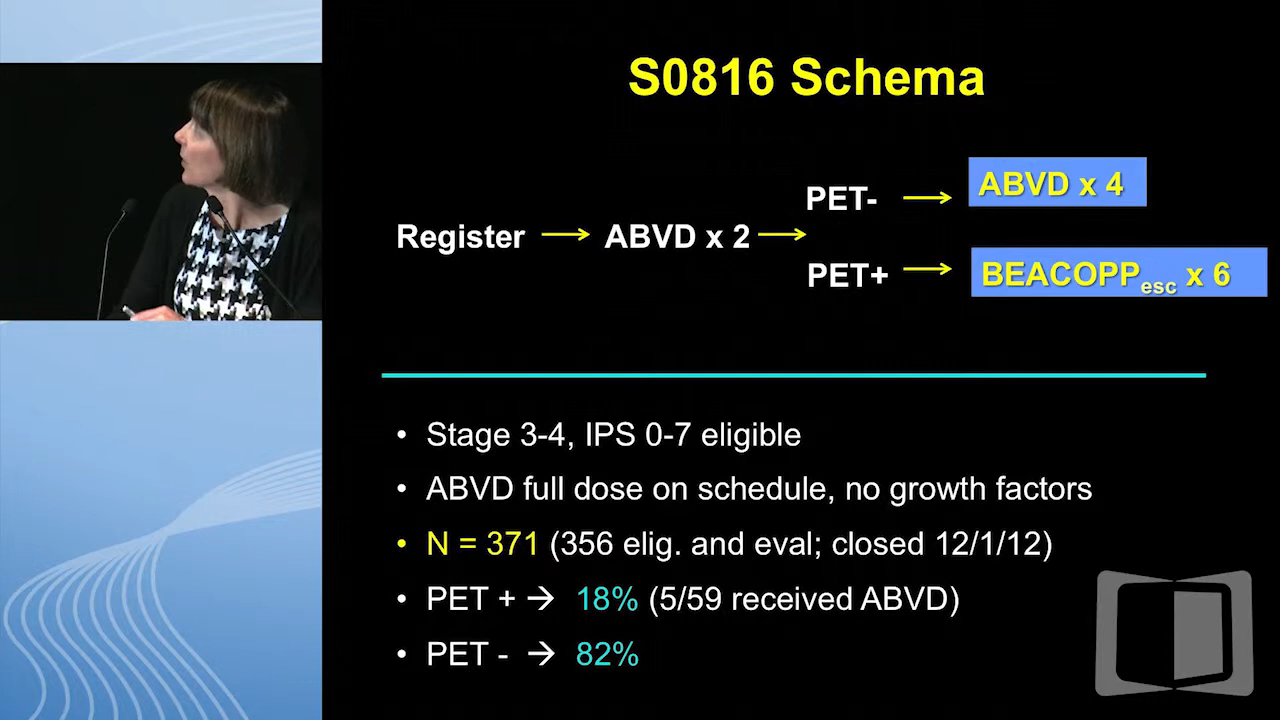 S0816 Schema
PET- → ABVD x 4
Register → ABVD x 2 →
PET+ → BEACOPPesc x 6
• Stage 3-4, IPS 0-7 eligible
• ABVD full dose on schedule, no growth factors
• N = 371 (356 elig. and eval; closed 12/1/12)
• PET + → 18% (5/59 received ABVD)
• PET - → 82%